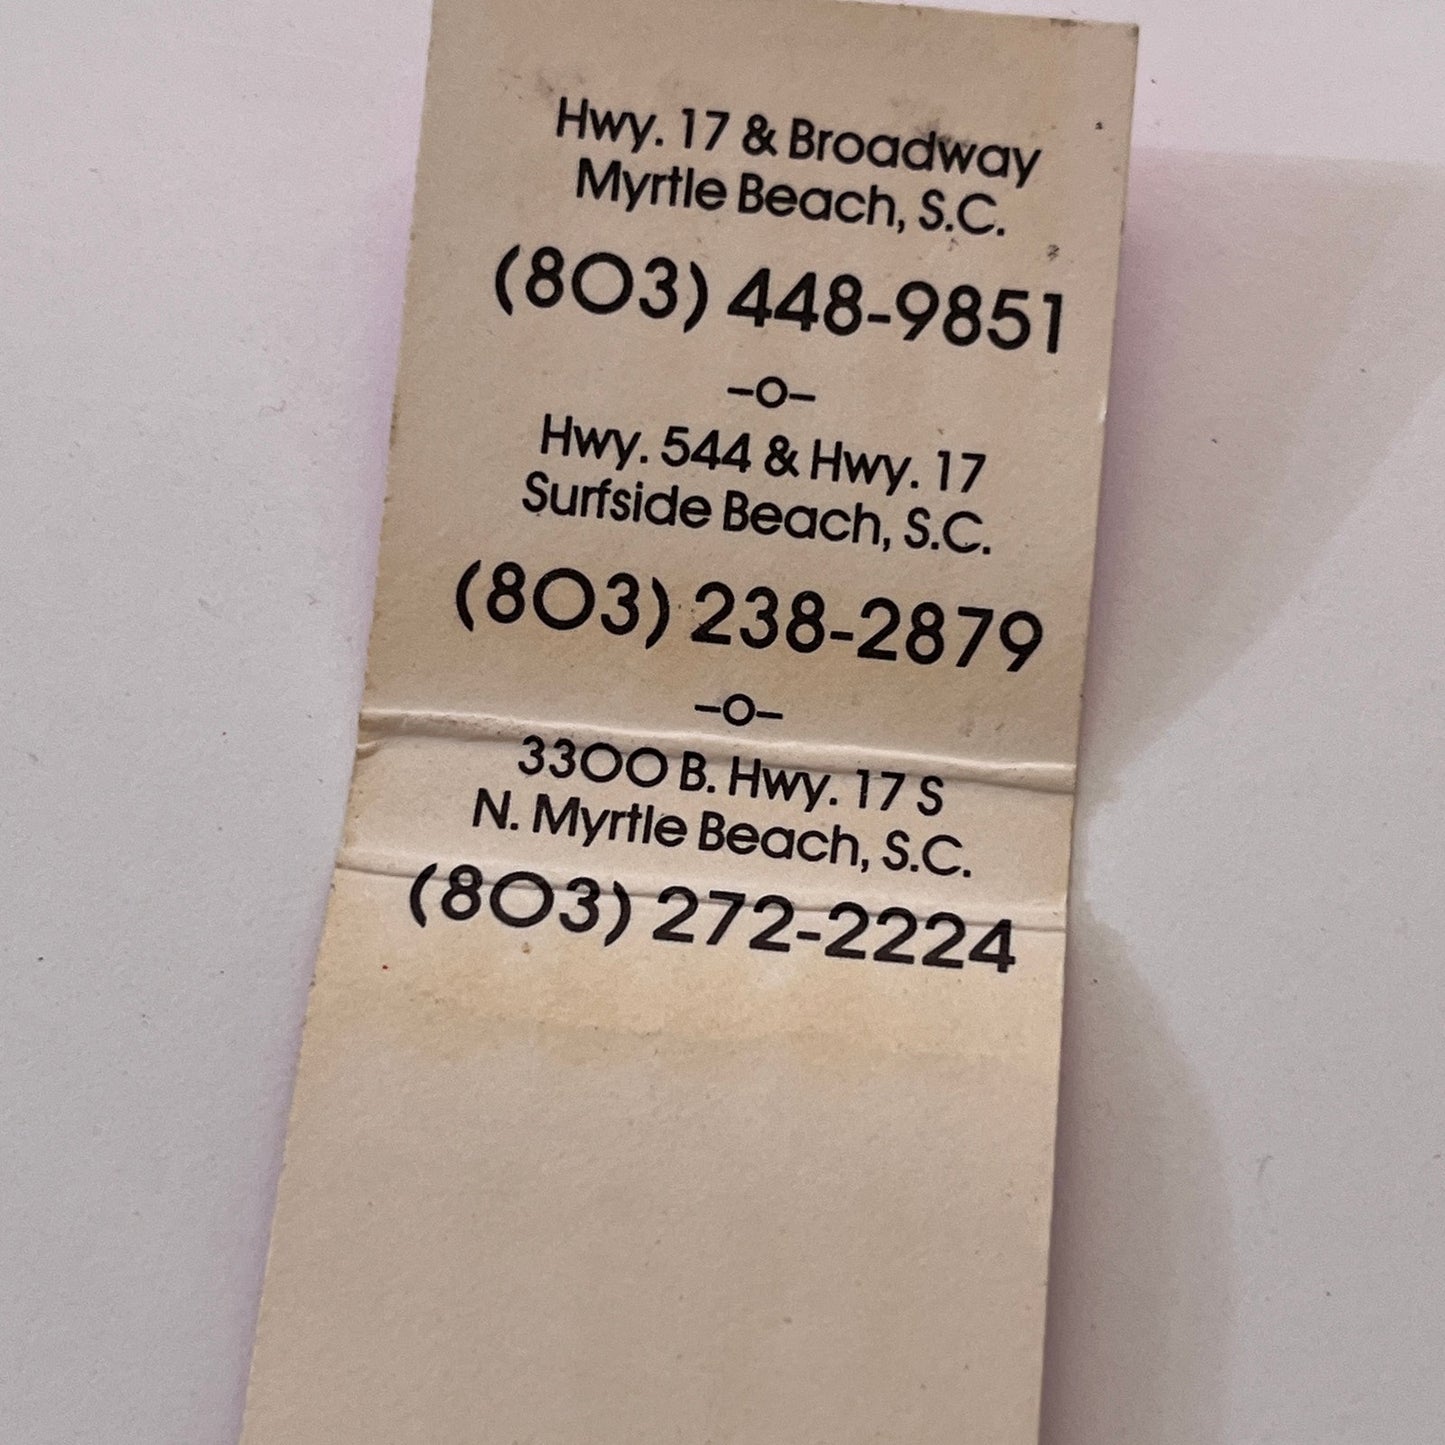 Hwy. 17 & Broadway
Myrtle Beach, S.C.
(803) 448-9851
-o-
Hwy. 544 & Hwy. 17
Surfside Beach, S.C.
(803) 238-2879
-o-
3300 B. Hwy. 17 S
N. Myrtle Beach, S.C.
(803) 272-2224